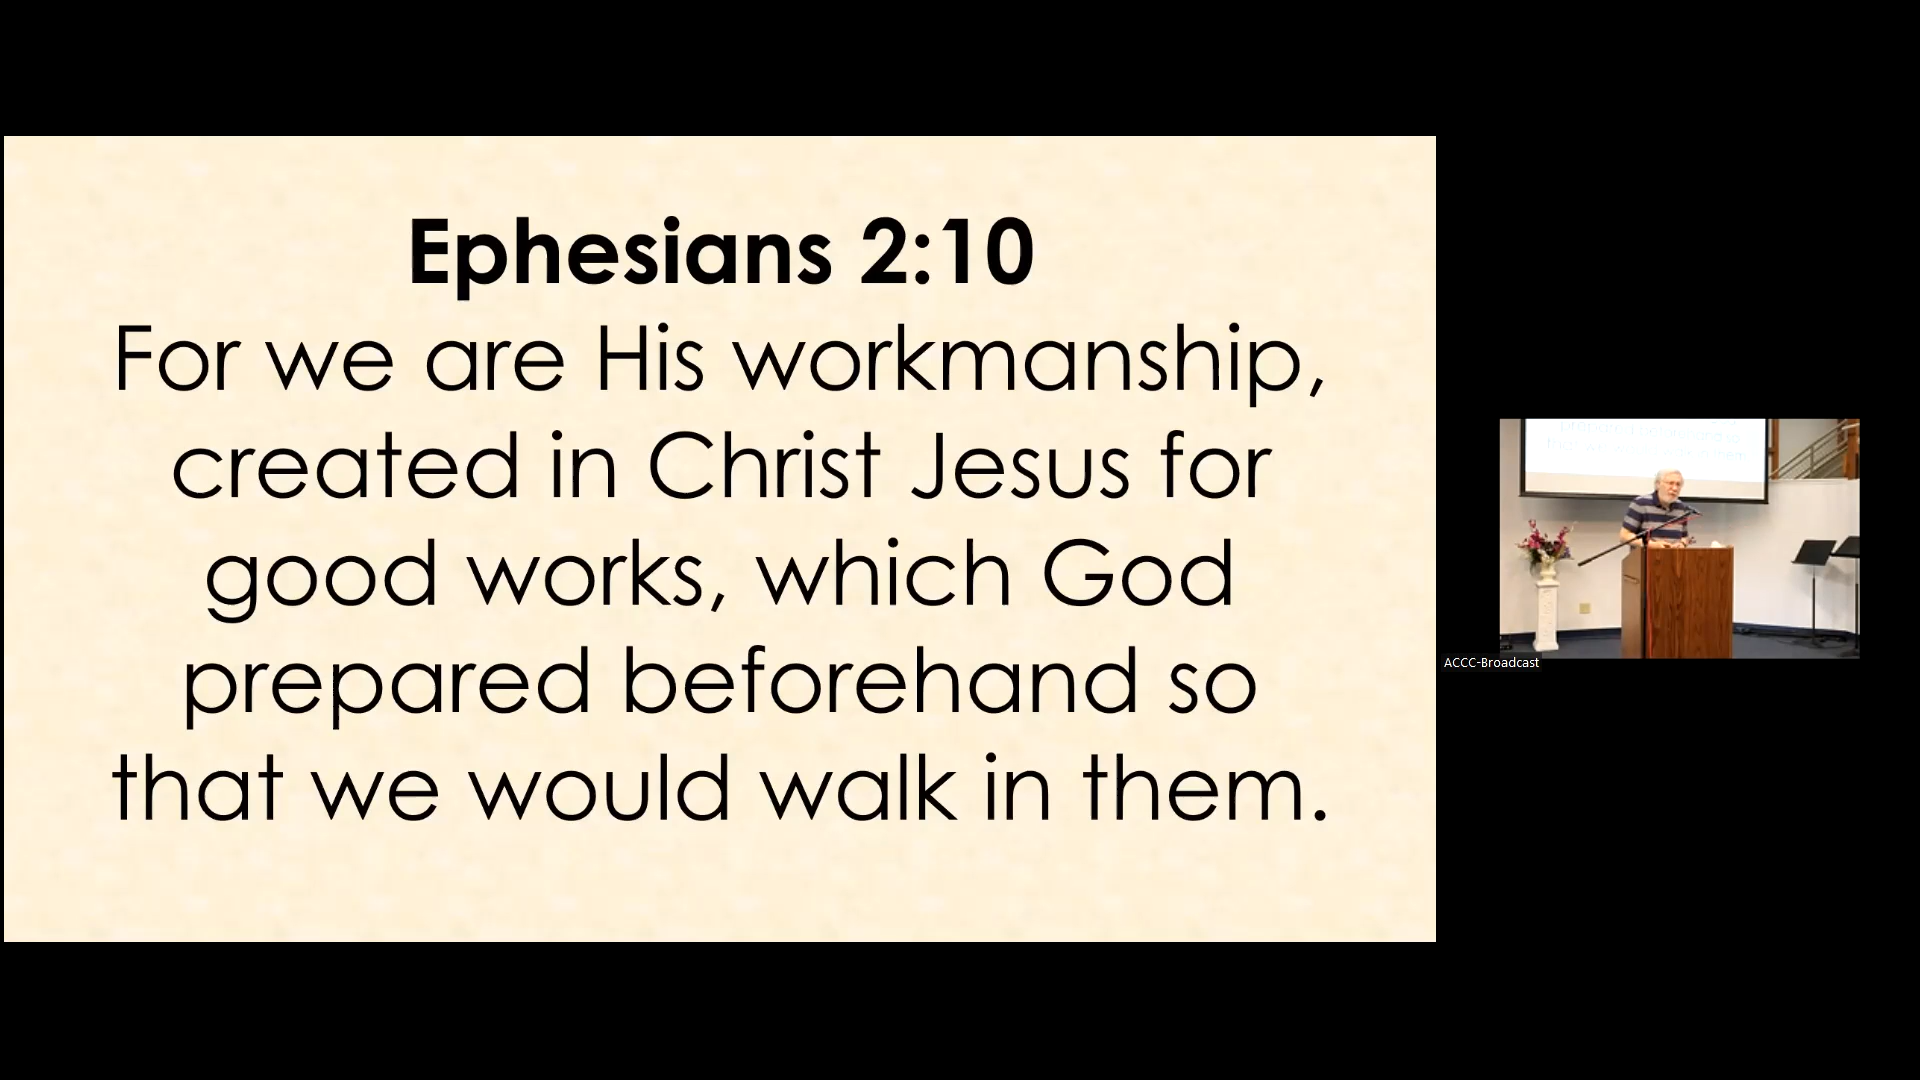 Ephesians 2:10
For we are His workmanship,
created in Christ Jesus for
good works, which God
prepared beforehand so
that we would walk in them.
ACCC-Broadcast